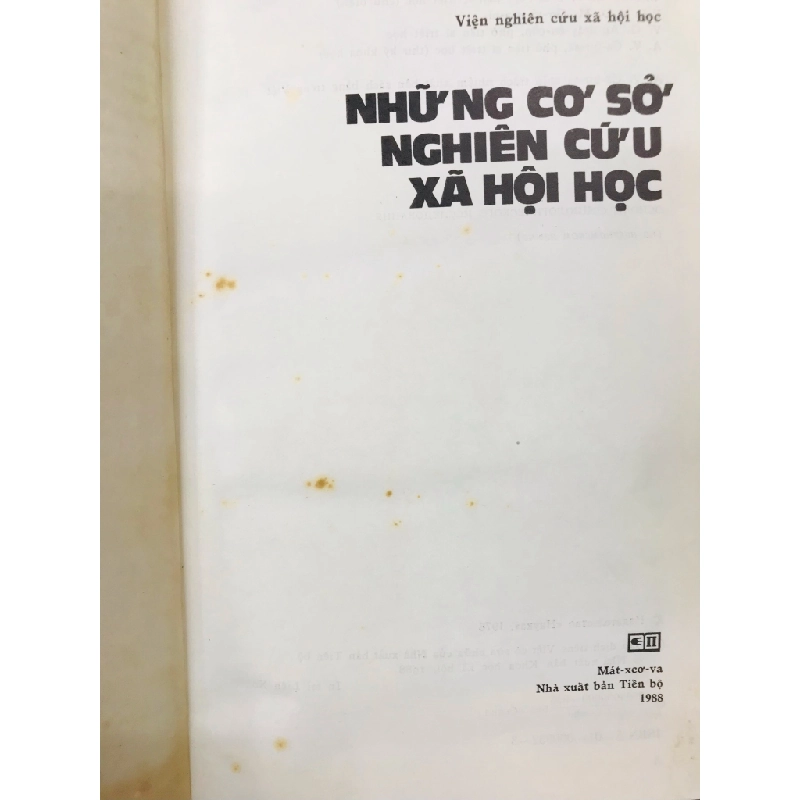 Viện nghiên cứu xã hội học
NHỮNG CƠ SỞ
NGHIÊN CỨU
XÃ HỘI HỌC
Mát-xcơ-va
Nhà xuất bản Tiến bộ
1988